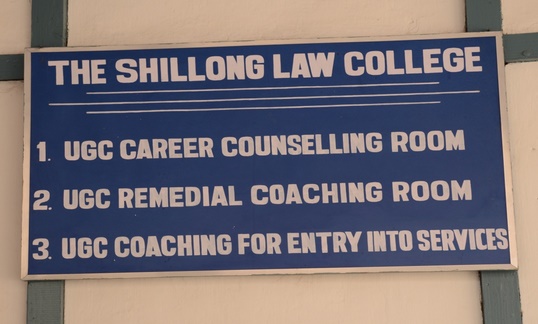 THE SHILLONG LAW COLLEGE
1. UGC CAREER COUNSELLING ROOM
2. UGC REMEDIAL COACHING ROOM
3. UGC COACHING FOR ENTRY INTO SERVICES